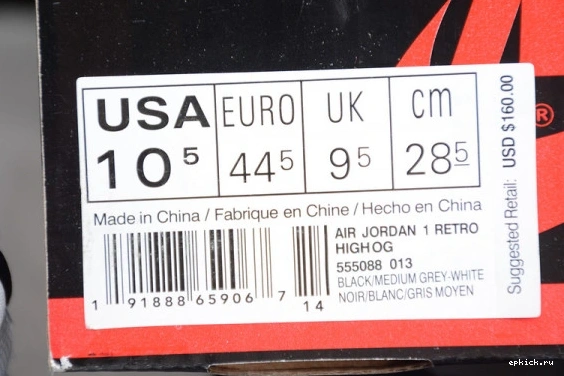 USA EURO UK cm
10⁵ 44⁵ 9⁵ 28⁵
Made in China / Fabrique en Chine / Hecho en China
AIR JORDAN 1 RETRO
HIGH OG
555088 013
BLACK/MEDIUM GREY-WHITE
NOIR/BLANC/GRIS MOYEN
1 91888 65906 7 14
Suggested Retail: USD $160.00
®
epkick.ru